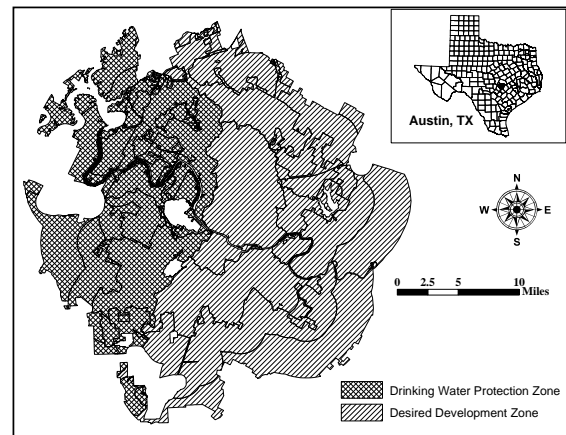 Austin, TX
N
W E
S
0 2.5 5 10
Miles
Drinking Water Protection Zone
Desired Development Zone